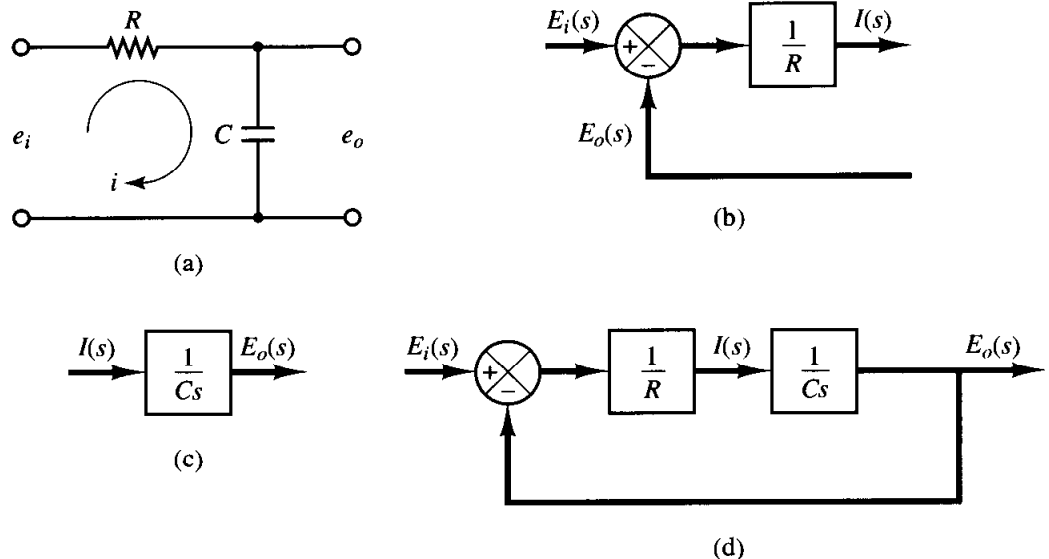 R
e_i
C
e_o
i
(a)
E_i(s)
+
−
1/R
I(s)
E_o(s)
(b)
I(s)
1/Cs
E_o(s)
(c)
E_i(s)
+
−
1/R
I(s)
1/Cs
E_o(s)
(d)